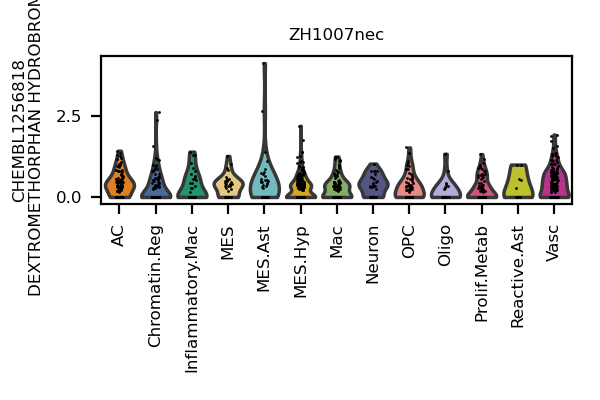 ZH1007nec
CHEMBL1256818
DEXTROMETHORPHAN HYDROBROM
2.5
0.0
AC
Chromatin.Reg
Inflammatory.Mac
MES
MES.Ast
MES.Hyp
Mac
Neuron
OPC
Oligo
Prolif.Metab
Reactive.Ast
Vasc